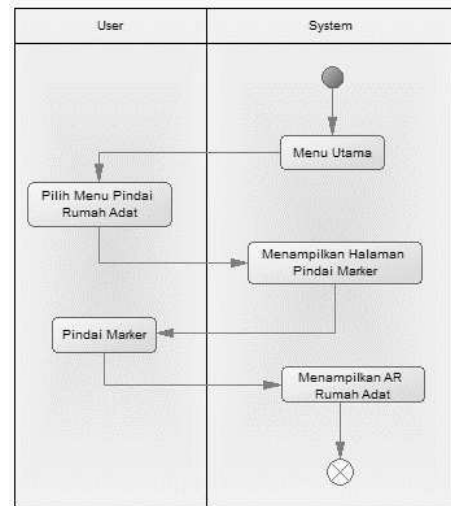 User
System
Menu Utama
Pilih Menu Pindai
Rumah Adat
Menampilkan Halaman
Pindai Marker
Pindai Marker
Menampilkan AR
Rumah Adat